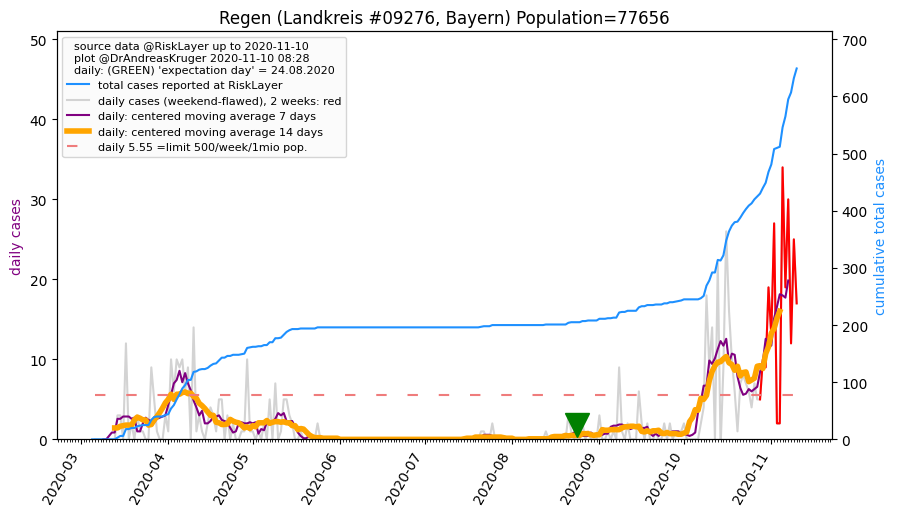 Regen (Landkreis #09276, Bayern) Population=77656
source data @RiskLayer up to 2020-11-10
plot @DrAndreasKruger 2020-11-10 08:28
daily: (GREEN) 'expectation day' = 24.08.2020
total cases reported at RiskLayer
daily cases (weekend-flawed), 2 weeks: red
daily: centered moving average 7 days
daily: centered moving average 14 days
daily 5.55 =limit 500/week/1mio pop.
daily cases
50
40
30
20
10
0
cumulative total cases
700
600
500
400
300
200
100
0
2020-03
2020-04
2020-05
2020-06
2020-07
2020-08
2020-09
2020-10
2020-11